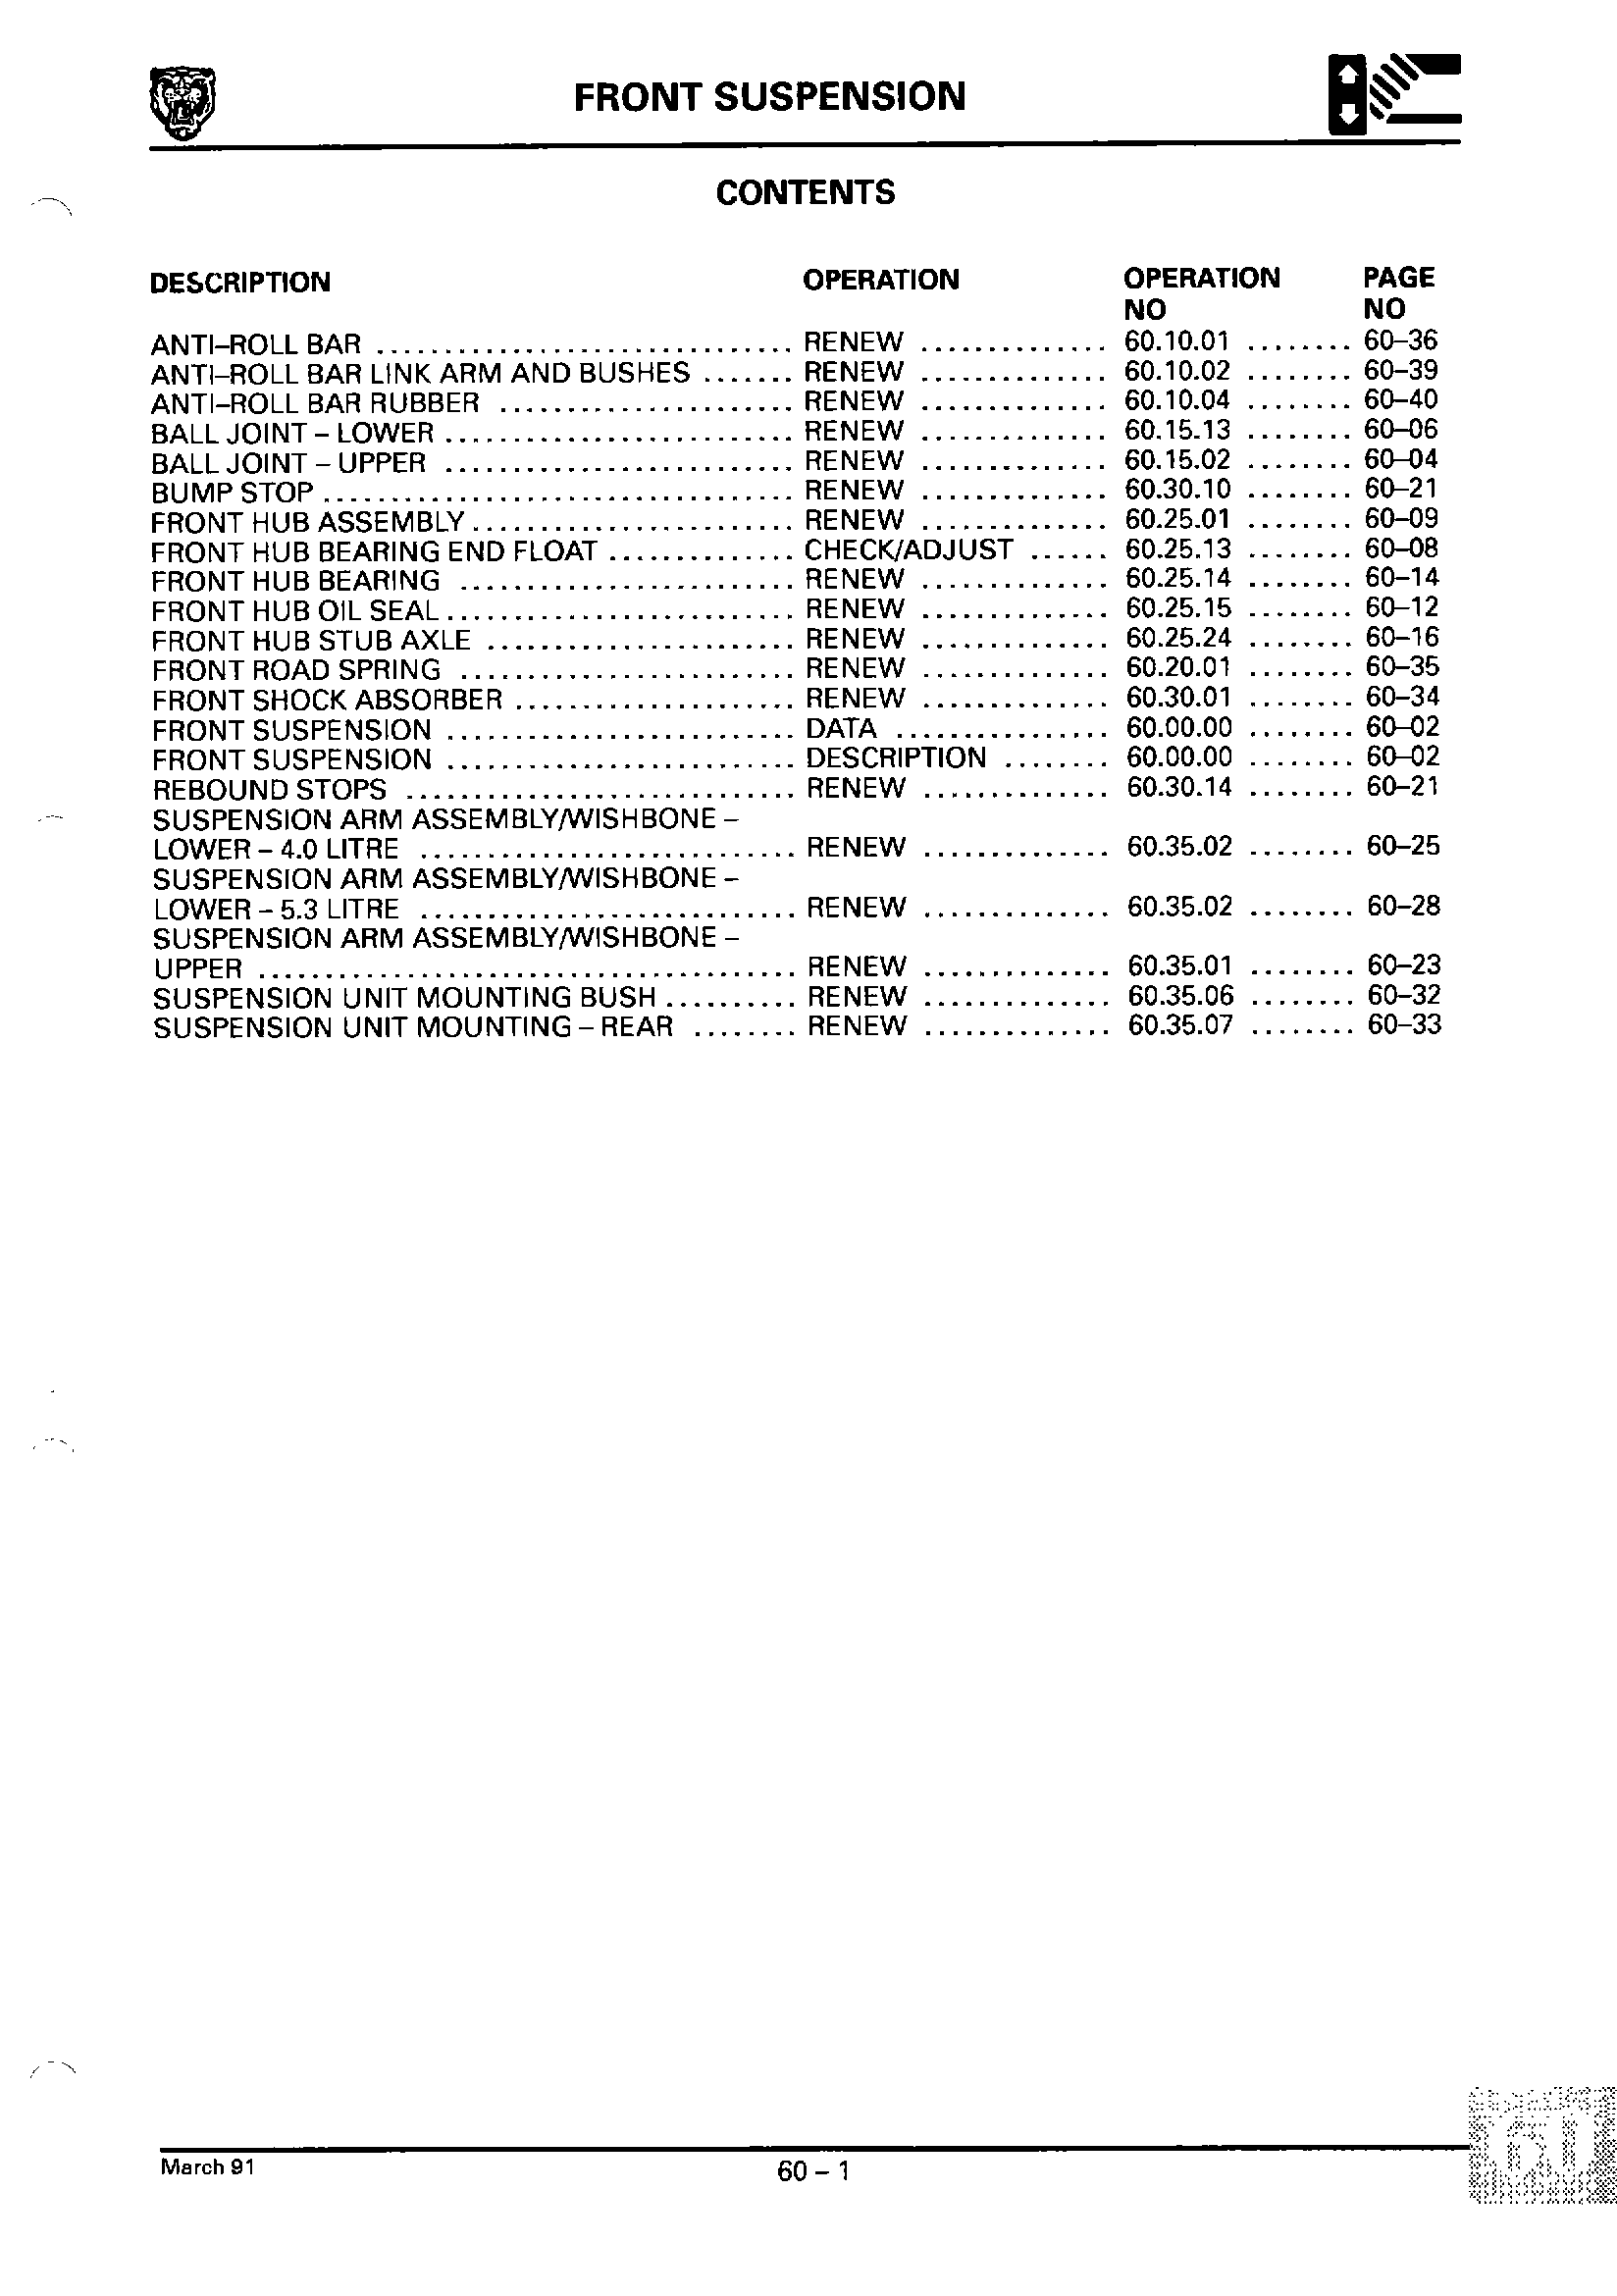 FRONT SUSPENSION
CONTENTS
DESCRIPTION OPERATION OPERATION NO PAGE NO
ANTI–ROLL BAR ............................... RENEW .............. 60.10.01 ........ 60–36
ANTI–ROLL BAR LINK ARM AND BUSHES ....... RENEW .............. 60.10.02 ........ 60–39
ANTI–ROLL BAR RUBBER ...................... RENEW .............. 60.10.04 ........ 60–40
BALL JOINT – LOWER .......................... RENEW .............. 60.15.13 ........ 60–06
BALL JOINT – UPPER .......................... RENEW .............. 60.15.02 ........ 60–04
BUMP STOP ................................... RENEW .............. 60.30.10 ........ 60–21
FRONT HUB ASSEMBLY ........................ RENEW .............. 60.25.01 ........ 60–09
FRONT HUB BEARING END FLOAT .............. CHECK/ADJUST ...... 60.25.13 ........ 60–08
FRONT HUB BEARING ......................... RENEW .............. 60.25.14 ........ 60–14
FRONT HUB OIL SEAL .......................... RENEW .............. 60.25.15 ........ 60–12
FRONT HUB STUB AXLE ....................... RENEW .............. 60.25.24 ........ 60–16
FRONT ROAD SPRING ......................... RENEW .............. 60.20.01 ........ 60–35
FRONT SHOCK ABSORBER ..................... RENEW .............. 60.30.01 ........ 60–34
FRONT SUSPENSION .......................... DATA ................ 60.00.00 ........ 60–02
FRONT SUSPENSION .......................... DESCRIPTION ........ 60.00.00 ........ 60–02
REBOUND STOPS ............................. RENEW .............. 60.30.14 ........ 60–21
SUSPENSION ARM ASSEMBLY/WISHBONE –
LOWER – 4.0 LITRE ............................ RENEW .............. 60.35.02 ........ 60–25
SUSPENSION ARM ASSEMBLY/WISHBONE –
LOWER – 5.3 LITRE ............................ RENEW .............. 60.35.02 ........ 60–28
SUSPENSION ARM ASSEMBLY/WISHBONE –
UPPER ........................................ RENEW .............. 60.35.01 ........ 60–23
SUSPENSION UNIT MOUNTING BUSH .......... RENEW .............. 60.35.06 ........ 60–32
SUSPENSION UNIT MOUNTING – REAR ........ RENEW .............. 60.35.07 ........ 60–33
March 91
60 – 1
60